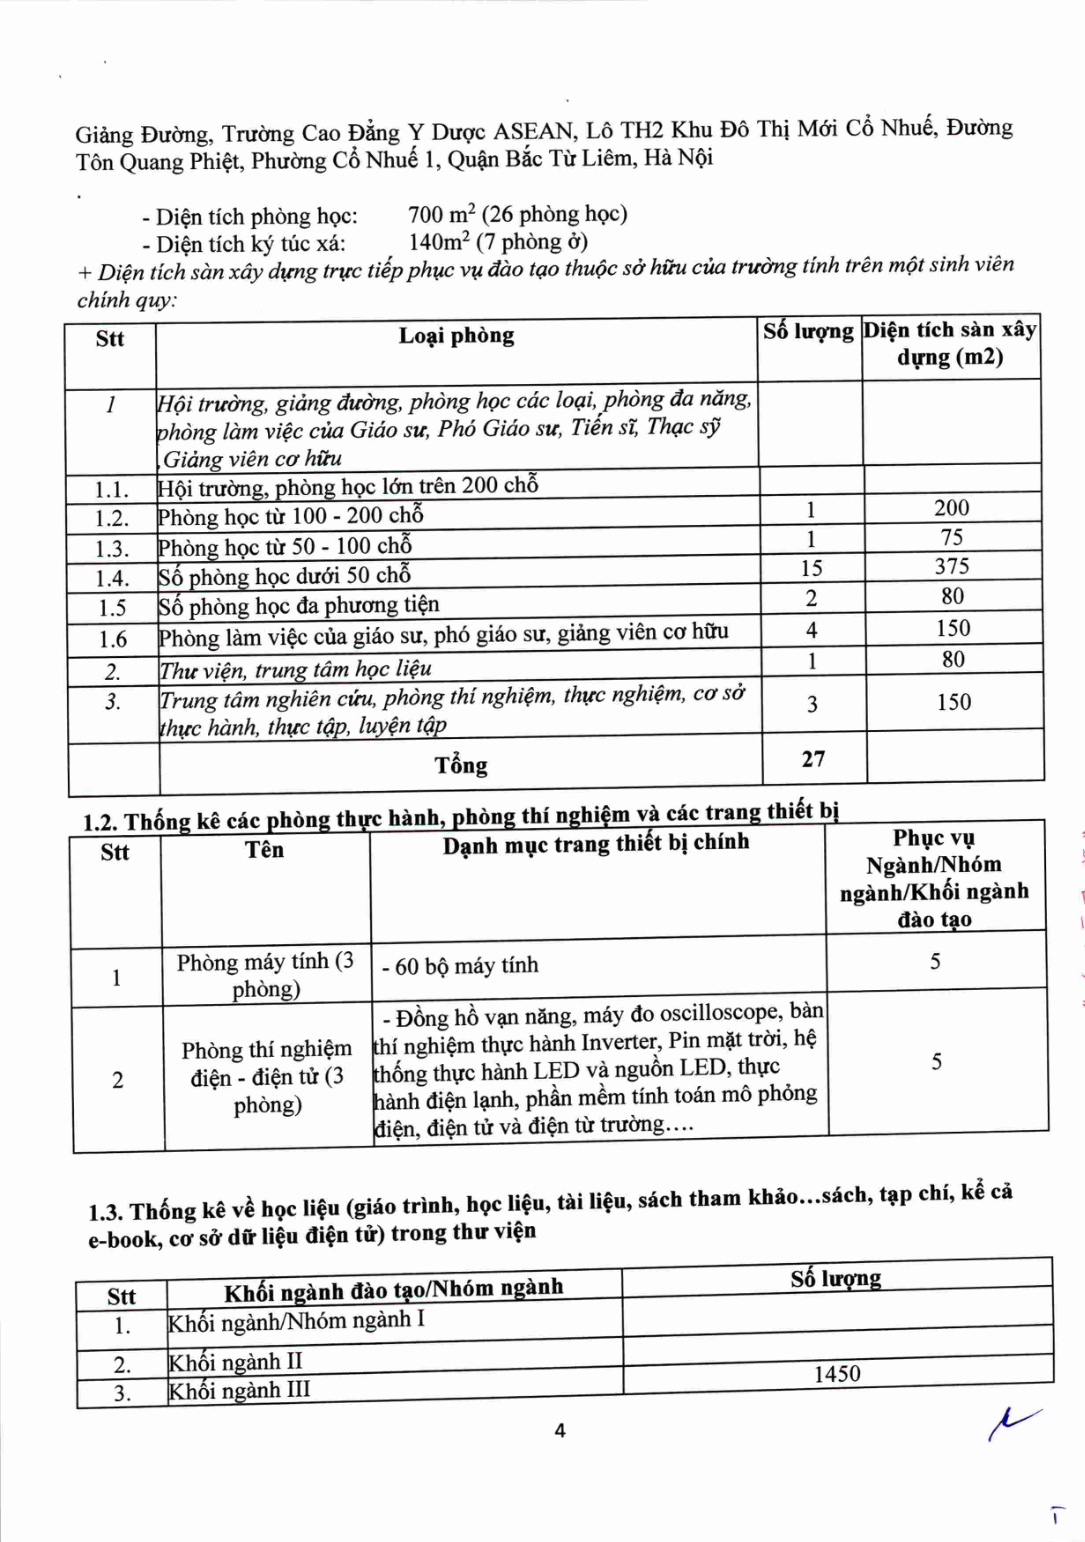 Giảng Đường, Trường Cao Đẳng Y Dược ASEAN, Lô TH2 Khu Đô Thị Mới Cổ Nhuế, Đường
Tôn Quang Phiệt, Phường Cổ Nhuế 1, Quận Bắc Từ Liêm, Hà Nội
- Diện tích phòng học: 700 m² (26 phòng học)
- Diện tích ký túc xá: 140m² (7 phòng ở)
+ Diện tích sàn xây dựng trực tiếp phục vụ đào tạo thuộc sở hữu của trường tính trên một sinh viên
chính quy:
Stt Loại phòng Số lượng Diện tích sàn xây
dựng (m2)
1 Hội trường, giảng đường, phòng học các loại, phòng đa năng,
phòng làm việc của Giáo sư, Phó Giáo sư, Tiến sĩ, Thạc sỹ
,Giảng viên cơ hữu
1.1. Hội trường, phòng học lớn trên 200 chỗ
1.2. Phòng học từ 100 - 200 chỗ 1 200
1.3. Phòng học từ 50 - 100 chỗ 1 75
1.4. Số phòng học dưới 50 chỗ 15 375
1.5 Số phòng học đa phương tiện 2 80
1.6 Phòng làm việc của giáo sư, phó giáo sư, giảng viên cơ hữu 4 150
2. Thư viện, trung tâm học liệu 1 80
3. Trung tâm nghiên cứu, phòng thí nghiệm, thực nghiệm, cơ sở
thực hành, thực tập, luyện tập 3 150
Tổng 27
1.2. Thống kê các phòng thực hành, phòng thí nghiệm và các trang thiết bị
Stt Tên Dạnh mục trang thiết bị chính Phục vụ
Ngành/Nhóm
ngành/Khối ngành
đào tạo
1 Phòng máy tính (3
phòng) - 60 bộ máy tính 5
2 Phòng thí nghiệm
điện - điện tử (3
phòng) - Đồng hồ vạn năng, máy đo oscilloscope, bàn
thí nghiệm thực hành Inverter, Pin mặt trời, hệ
thống thực hành LED và nguồn LED, thực
hành điện lạnh, phần mềm tính toán mô phỏng
điện, điện tử và điện từ trường.... 5
1.3. Thống kê về học liệu (giáo trình, học liệu, tài liệu, sách tham khảo...sách, tạp chí, kể cả
e-book, cơ sở dữ liệu điện tử) trong thư viện
Stt Khối ngành đào tạo/Nhóm ngành Số lượng
1. Khối ngành/Nhóm ngành I
2. Khối ngành II
3. Khối ngành III 1450
4